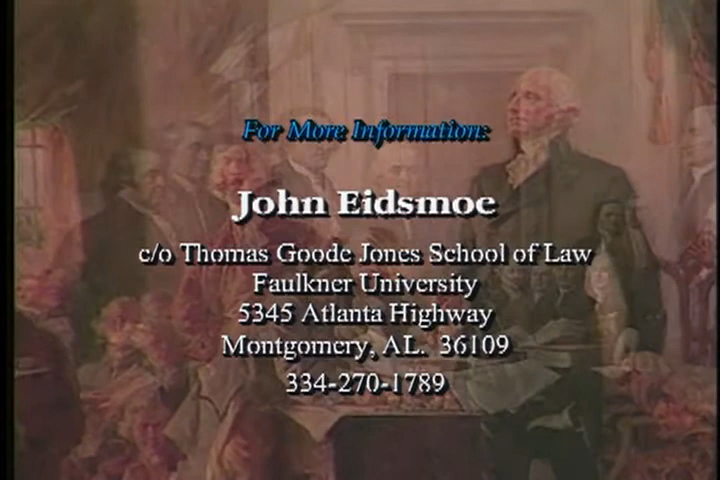 For More Information:
John Eidsmoe
c/o Thomas Goode Jones School of Law
Faulkner University
5345 Atlanta Highway
Montgomery, AL. 36109
334-270-1789